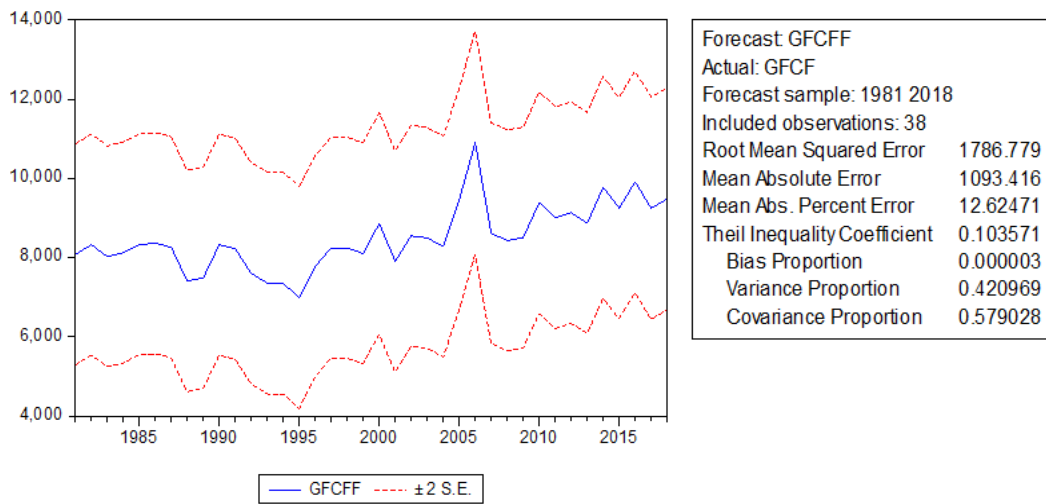 14,000
12,000
10,000
8,000
6,000
4,000
1985 1990 1995 2000 2005 2010 2015
GFCFF ± 2 S.E.
Forecast: GFCFF
Actual: GFCF
Forecast sample: 1981 2018
Included observations: 38
Root Mean Squared Error 1786.779
Mean Absolute Error 1093.416
Mean Abs. Percent Error 12.62471
Theil Inequality Coefficient 0.103571
Bias Proportion 0.000003
Variance Proportion 0.420969
Covariance Proportion 0.579028